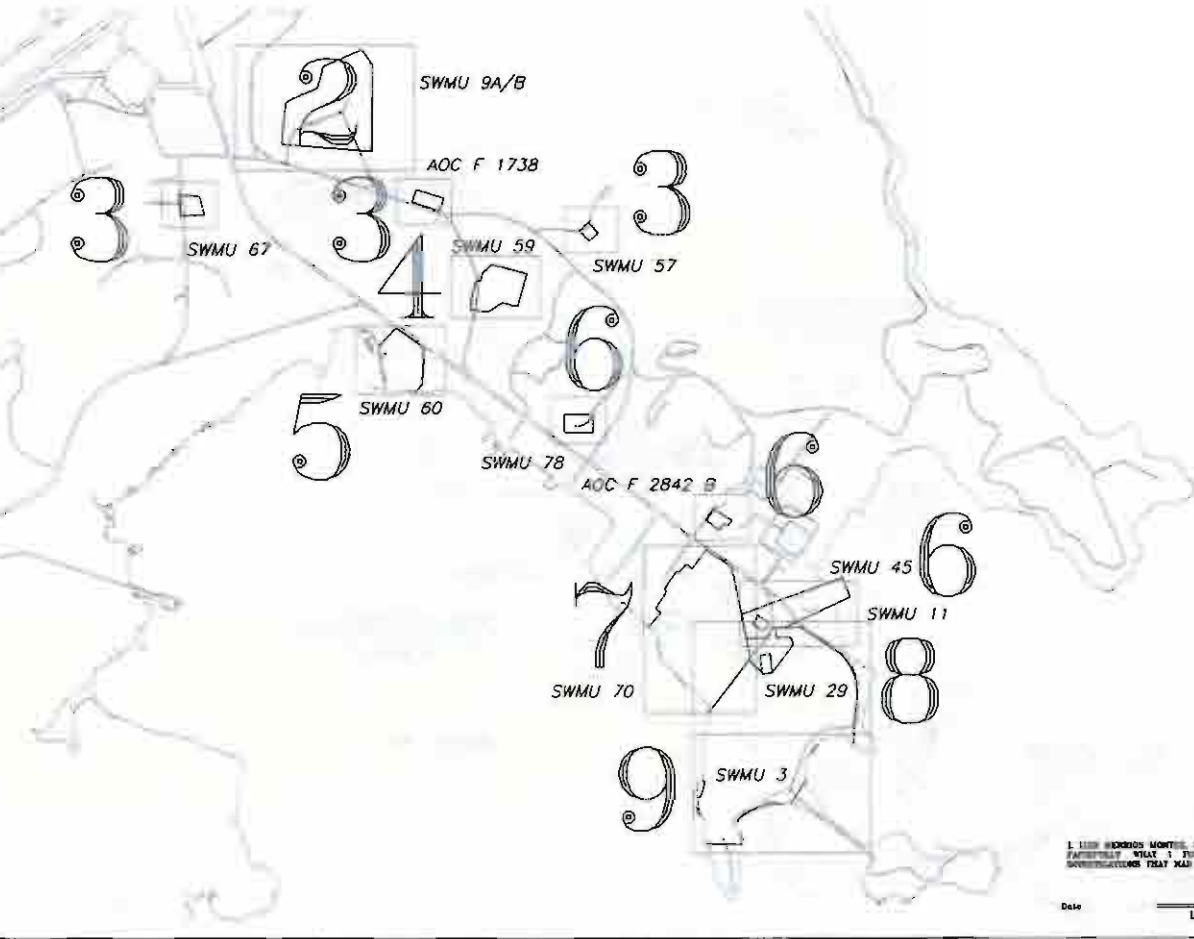 2
SWMU 9A/B
AOC F 1738
3
SWMU 67
3
3
SWMU 57
SWMU 59
4
6
5
SWMU 60
SWMU 78
AOC F 2842 B
6
6
SWMU 45
SWMU 11
7
SWMU 70
SWMU 29
8
9
SWMU 3
WHAT I
THAT
Date